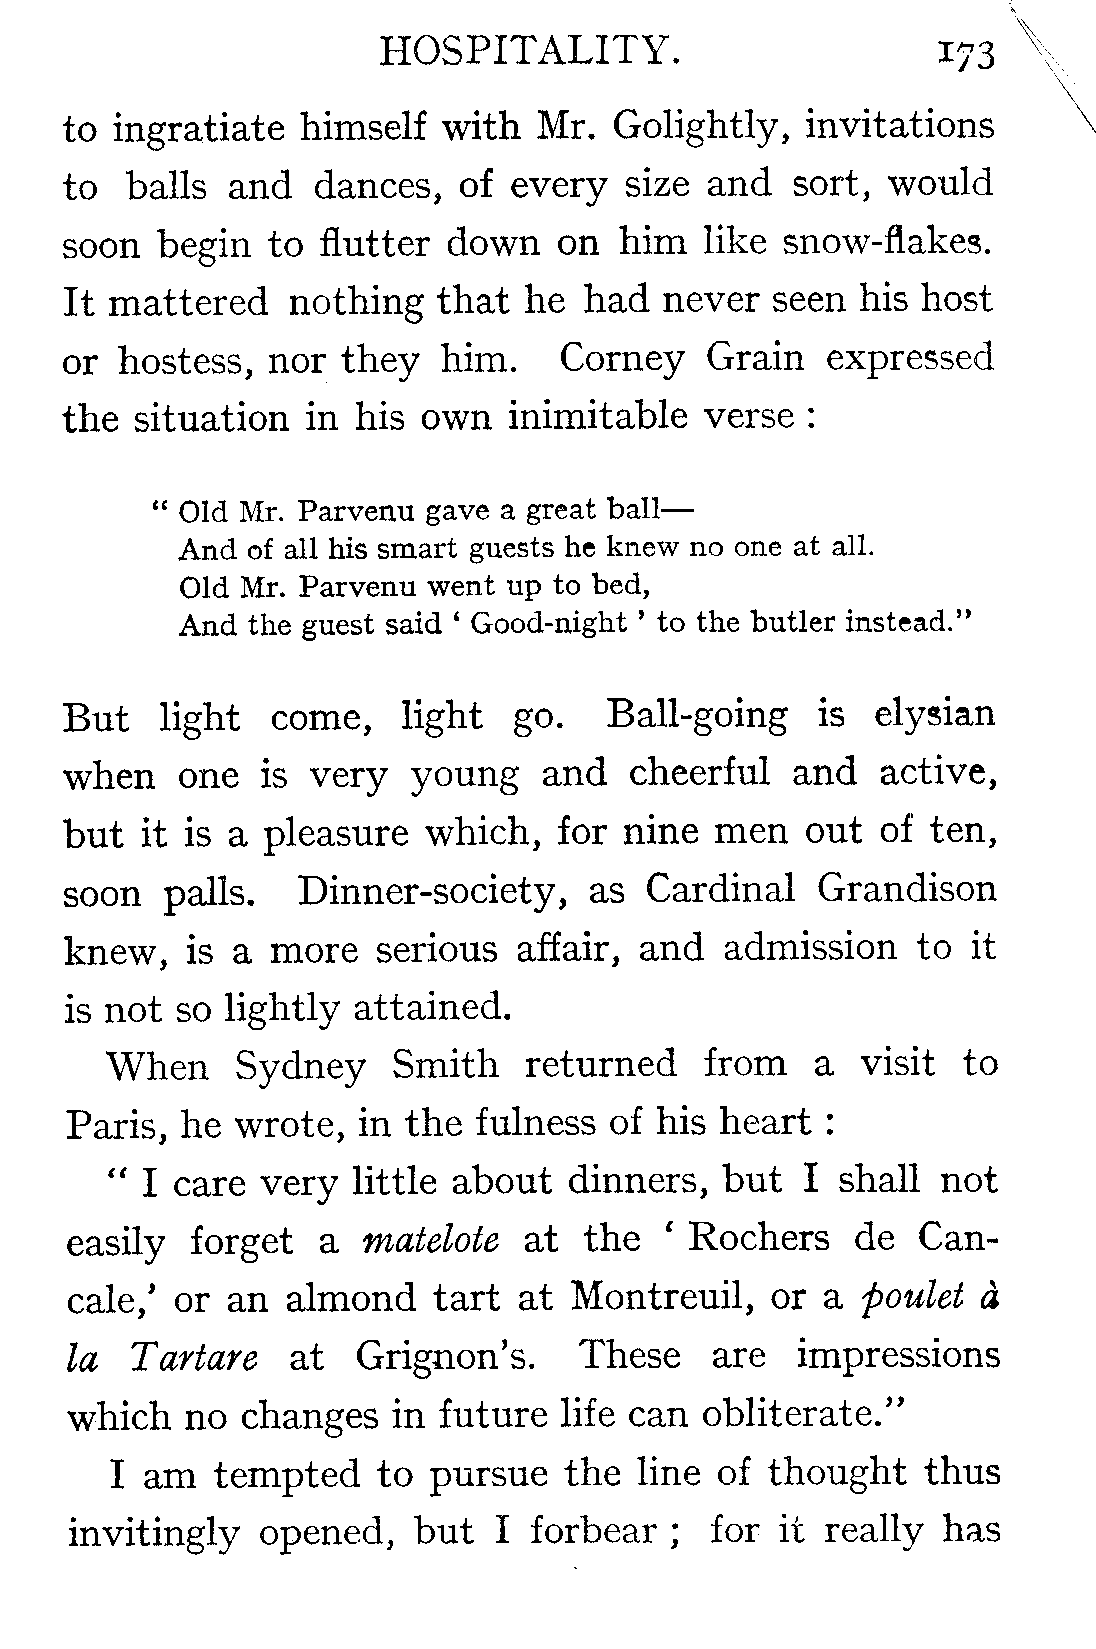 HOSPITALITY. 173
to ingratiate himself with Mr. Golightly, invitations
to balls and dances, of every size and sort, would
soon begin to flutter down on him like snow-flakes.
It mattered nothing that he had never seen his host
or hostess, nor they him. Corney Grain expressed
the situation in his own inimitable verse :
“ Old Mr. Parvenu gave a great ball—
And of all his smart guests he knew no one at all.
Old Mr. Parvenu went up to bed,
And the guest said ‘ Good-night ’ to the butler instead.”
But light come, light go. Ball-going is elysian
when one is very young and cheerful and active,
but it is a pleasure which, for nine men out of ten,
soon palls. Dinner-society, as Cardinal Grandison
knew, is a more serious affair, and admission to it
is not so lightly attained.
When Sydney Smith returned from a visit to
Paris, he wrote, in the fulness of his heart :
“ I care very little about dinners, but I shall not
easily forget a matelote at the ‘ Rochers de Can-
cale,’ or an almond tart at Montreuil, or a poulet à
la Tartare at Grignon’s. These are impressions
which no changes in future life can obliterate.”
I am tempted to pursue the line of thought thus
invitingly opened, but I forbear ; for it really has